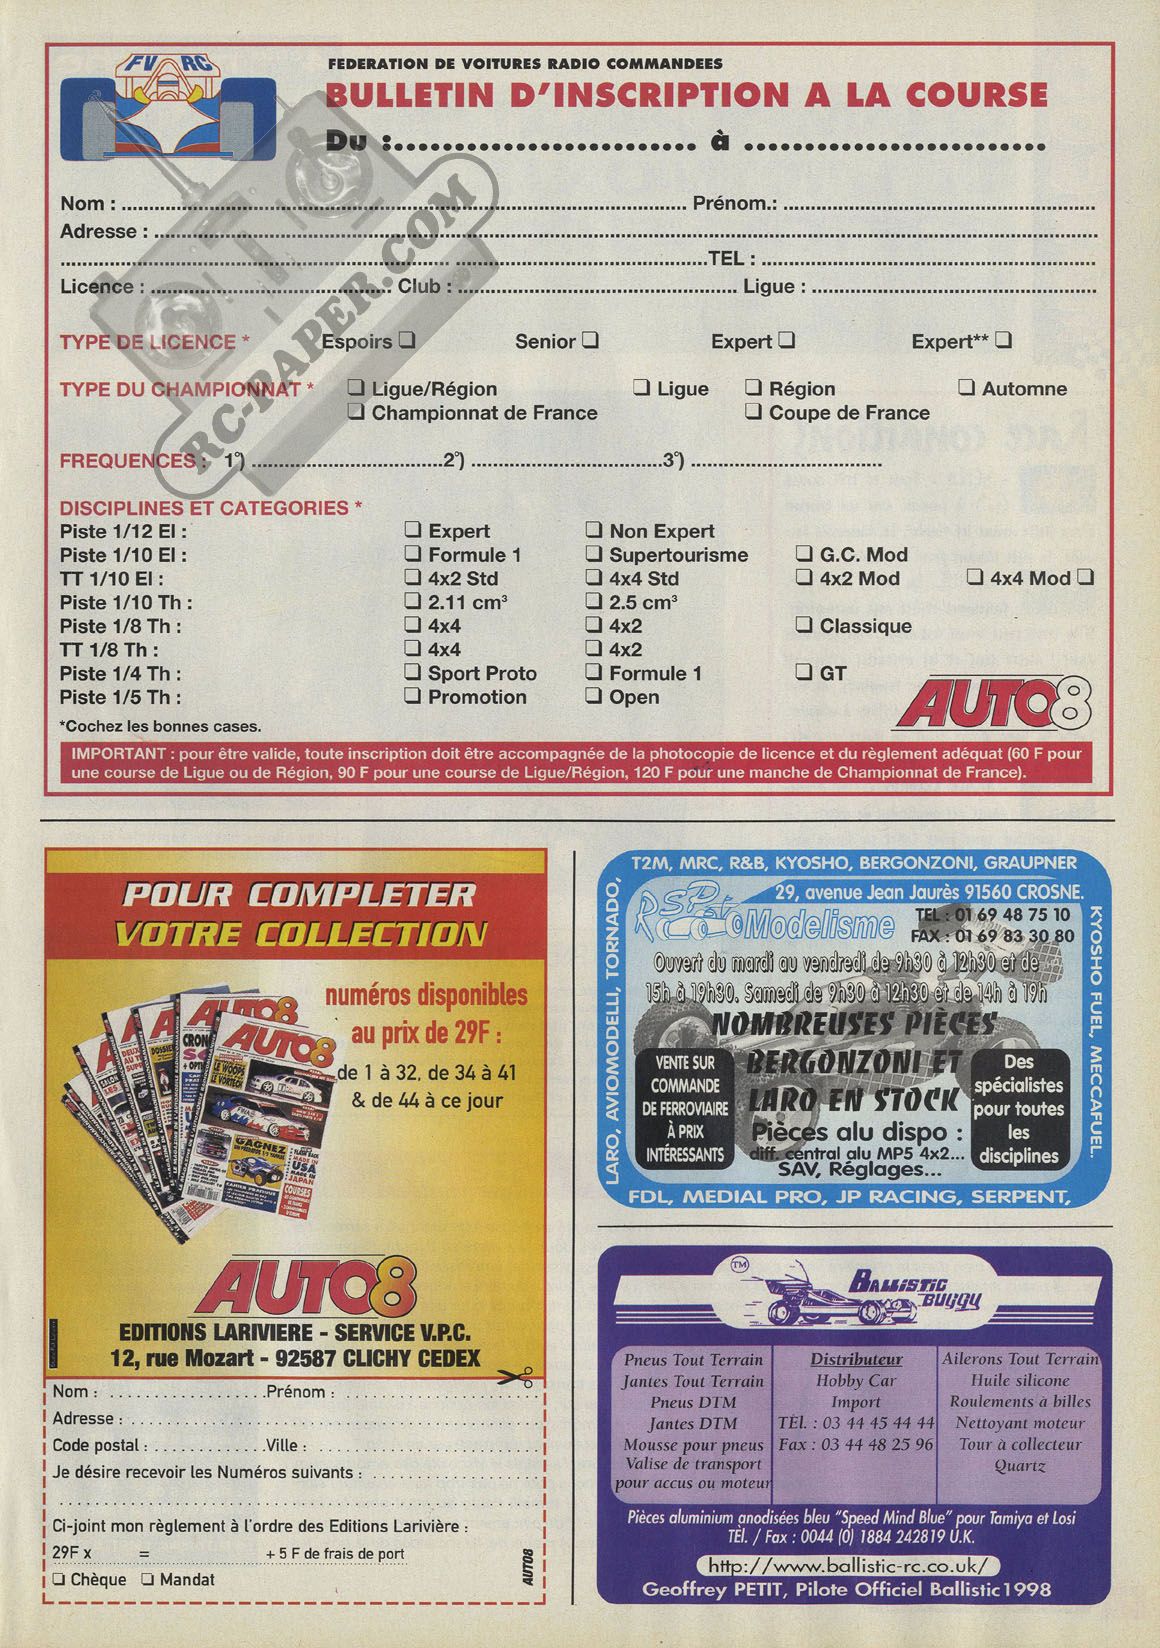 FVRC
FEDERATION DE VOITURES RADIO COMMANDEES
BULLETIN D'INSCRIPTION A LA COURSE
Du :......................... à .........................
Nom : ........................................ Prénom.: ........................................
Adresse : ........................................
........................................TEL : ........................................
Licence : ........................................ Club : ........................................ Ligue : ........................................
TYPE DE LICENCE * Espoirs ❑ Senior ❑ Expert ❑ Expert** ❑
TYPE DU CHAMPIONNAT * ❑ Ligue/Région ❑ Ligue ❑ Région ❑ Automne
❑ Championnat de France ❑ Coupe de France
FREQUENCES : 1°) ..............................2°) ..............................3°) ..............................
DISCIPLINES ET CATEGORIES *
Piste 1/12 El : ❑ Expert ❑ Non Expert
Piste 1/10 El : ❑ Formule 1 ❑ Supertourisme ❑ G.C. Mod
TT 1/10 El : ❑ 4x2 Std ❑ 4x4 Std ❑ 4x2 Mod ❑ 4x4 Mod ❑
Piste 1/10 Th : ❑ 2.11 cm³ ❑ 2.5 cm³
Piste 1/8 Th : ❑ 4x4 ❑ 4x2 ❑ Classique
TT 1/8 Th : ❑ 4x4 ❑ 4x2
Piste 1/4 Th : ❑ Sport Proto ❑ Formule 1 ❑ GT
Piste 1/5 Th : ❑ Promotion ❑ Open
*Cochez les bonnes cases.
AUTO8
IMPORTANT : pour être valide, toute inscription doit être accompagnée de la photocopie de licence et du règlement adéquat (60 F pour
une course de Ligue ou de Région, 90 F pour une course de Ligue/Région, 120 F pour une manche de Championnat de France).
RC-PAPER.COM
POUR COMPLETER
VOTRE COLLECTION
numéros disponibles
au prix de 29F :
de 1 à 32, de 34 à 41
& de 44 à ce jour
AUTO8
AUTO8
LE WOOPS
LE VORTECH
GAGNEZ
MADE IN
USA
JAPAN
COURSES
AUTO8
EDITIONS LARIVIERE - SERVICE V.P.C.
12, rue Mozart - 92587 CLICHY CEDEX
Nom : ....................Prénom : ....................
Adresse : ........................................
Code postal : ...............Ville : ....................
Je désire recevoir les Numéros suivants : ....................
........................................
Ci-joint mon règlement à l'ordre des Editions Larivière :
29F x = + 5 F de frais de port
❑ Chèque ❑ Mandat
AUTO8
T2M, MRC, R&B, KYOSHO, BERGONZONI, GRAUPNER
29, avenue Jean Jaurès 91560 CROSNE.
RSP Modelisme
TEL : 01 69 48 75 10
FAX : 01 69 83 30 80
Ouvert du mardi au vendredi de 9h30 à 12h30 et de
15h à 19h30. Samedi de 9h30 à 12h30 et de 14h à 19h
NOMBREUSES PIÈCES
BERGONZONI ET
LARO EN STOCK
Pièces alu dispo :
diff. central alu MP5 4x2...
SAV, Réglages...
VENTE SUR
COMMANDE
DE FERROVIAIRE
À PRIX
INTÉRESSANTS
Des
spécialistes
pour toutes
les
disciplines
LARO, AVIOMODELLI, TORNADO,
KYOSHO FUEL, MECCAFUEL.
FDL, MEDIAL PRO, JP RACING, SERPENT,
TM
BALLISTIC
BUGGY
Pneus Tout Terrain
Jantes Tout Terrain
Pneus DTM
Jantes DTM
Mousse pour pneus
Valise de transport
pour accus ou moteur
Distributeur
Hobby Car
Import
TÉL. : 03 44 45 44 44
Fax : 03 44 48 25 96
Ailerons Tout Terrain
Huile silicone
Roulements à billes
Nettoyant moteur
Tour à collecteur
Quartz
Pièces aluminium anodisées bleu "Speed Mind Blue" pour Tamiya et Losi
TÉL. / Fax : 0044 (0) 1884 242819 U.K.
http://www.ballistic-rc.co.uk/
Geoffrey PETIT, Pilote Officiel Ballistic 1998